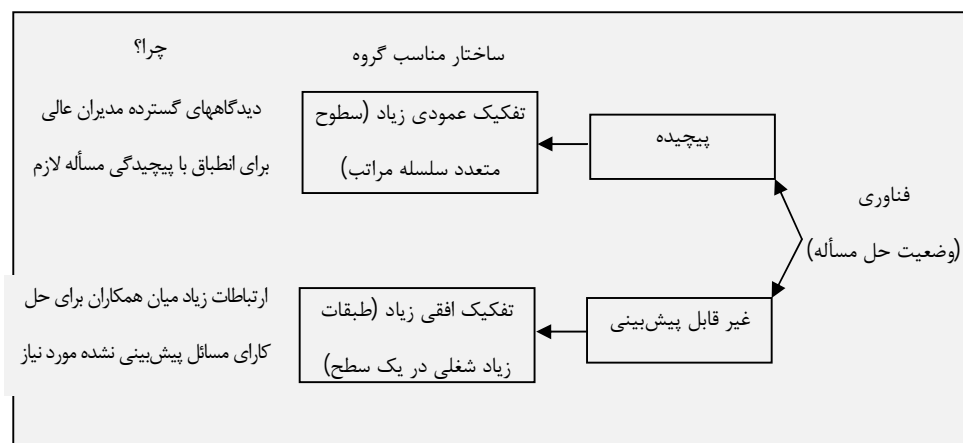 ساختار مناسب گروه
چرا؟
فناوری
(وضعیت حل مسأله)
پیچیده
تفکیک عمودی زیاد (سطوح
متعدد سلسله مراتب)
دیدگاههای گسترده مدیران عالی
برای انطباق با پیچیدگی مسأله لازم
غیر قابل پیش‌بینی
تفکیک افقی زیاد (طبقات
زیاد شغلی در یک سطح)
ارتباطات زیاد میان همکاران برای حل
کارای مسائل پیش‌بینی نشده مورد نیاز